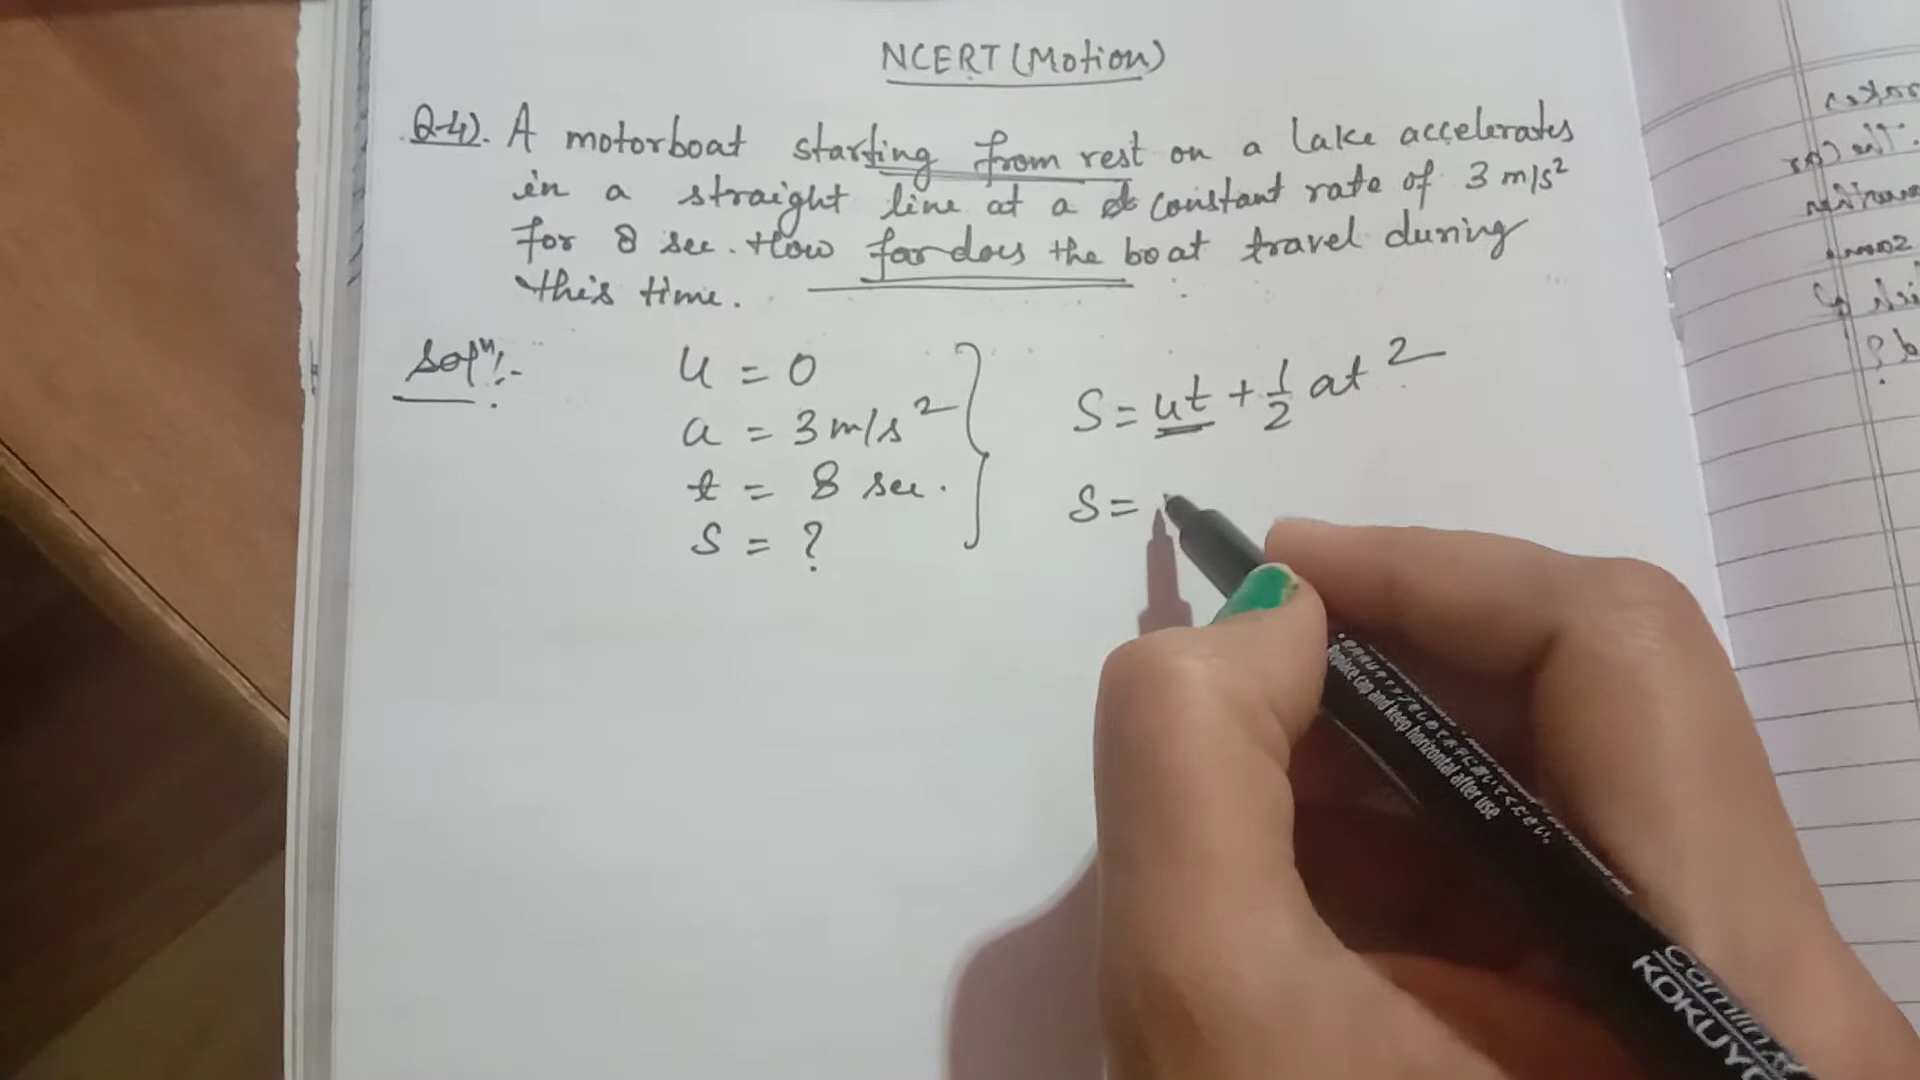 NCERT (Motion)
Q-4). A motorboat starting from rest on a lake accelerates
in a straight line at a constant rate of 3 m/s²
for 8 sec. How far does the boat travel during
this time.
Solⁿ:-
u = 0
a = 3 m/s²
t = 8 sec.
s = ?
S = ut + 1/2 at²
S =
Replace cap and keep horizontal after use
camlin
KOKUYO